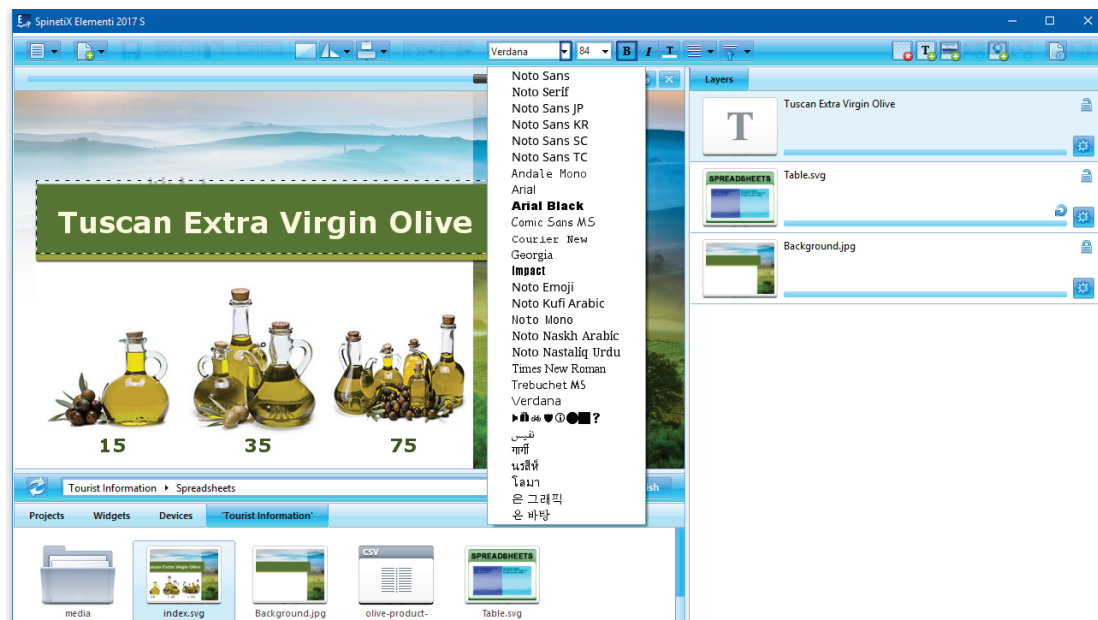 SpinetiX Elementi 2017 S
Verdana
84
B I T
Layers
T
Tuscan Extra Virgin Olive
SPREADSHEETS
Table.svg
Background.jpg
Tuscan Extra Virgin Olive
15 35 75
Noto Sans
Noto Serif
Noto Sans JP
Noto Sans KR
Noto Sans SC
Noto Sans TC
Andale Mono
Arial
Arial Black
Comic Sans MS
Courier New
Georgia
Impact
Noto Emoji
Noto Kufi Arabic
Noto Mono
Noto Naskh Arabic
Noto Nastaliq Urdu
Times New Roman
Trebuchet MS
Verdana
نفیس
गार्गी
นรสีห์
โลมา
은 그래픽
은 바탕
Tourist Information ▸ Spreadsheets
Projects
Widgets
Devices
'Tourist Information'
media
index.svg
Background.jpg
CSV
olive-product-
SPREADSHEETS
Table.svg